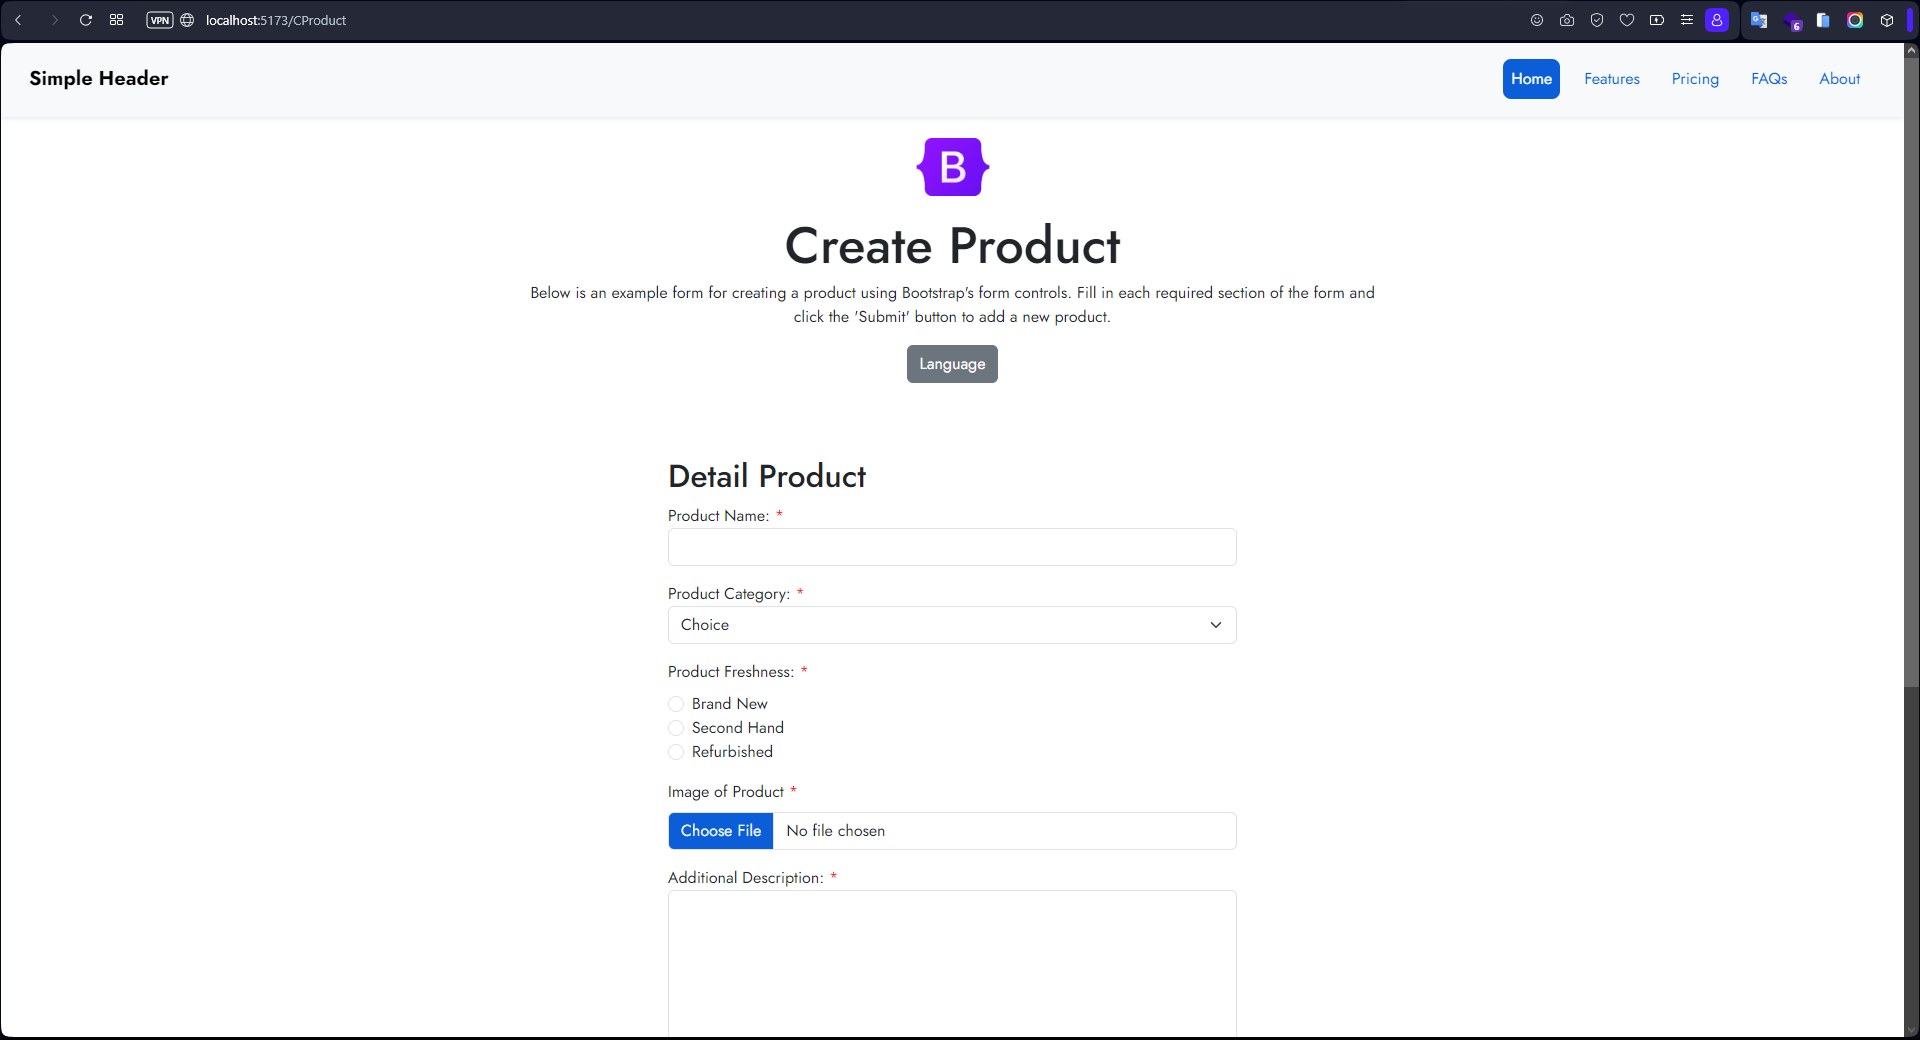 VPN localhost:5173/CProduct
6
Simple Header
Home Features Pricing FAQs About
B
Create Product
Below is an example form for creating a product using Bootstrap's form controls. Fill in each required section of the form and
click the 'Submit' button to add a new product.
Language
Detail Product
Product Name: *
Product Category: *
Choice
Product Freshness: *
Brand New
Second Hand
Refurbished
Image of Product *
Choose File No file chosen
Additional Description: *